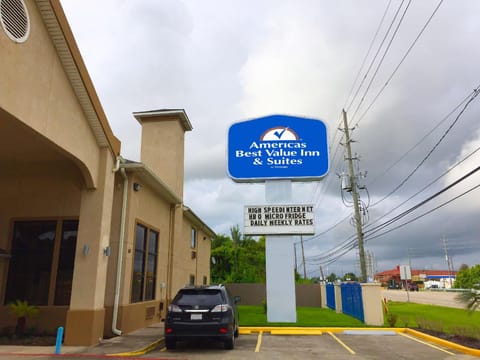 Americas
Best Value Inn
& Suites
HIGH SPEED INTERNET
HBO MICRO FRIDGE
DAILY WEEKLY RATES